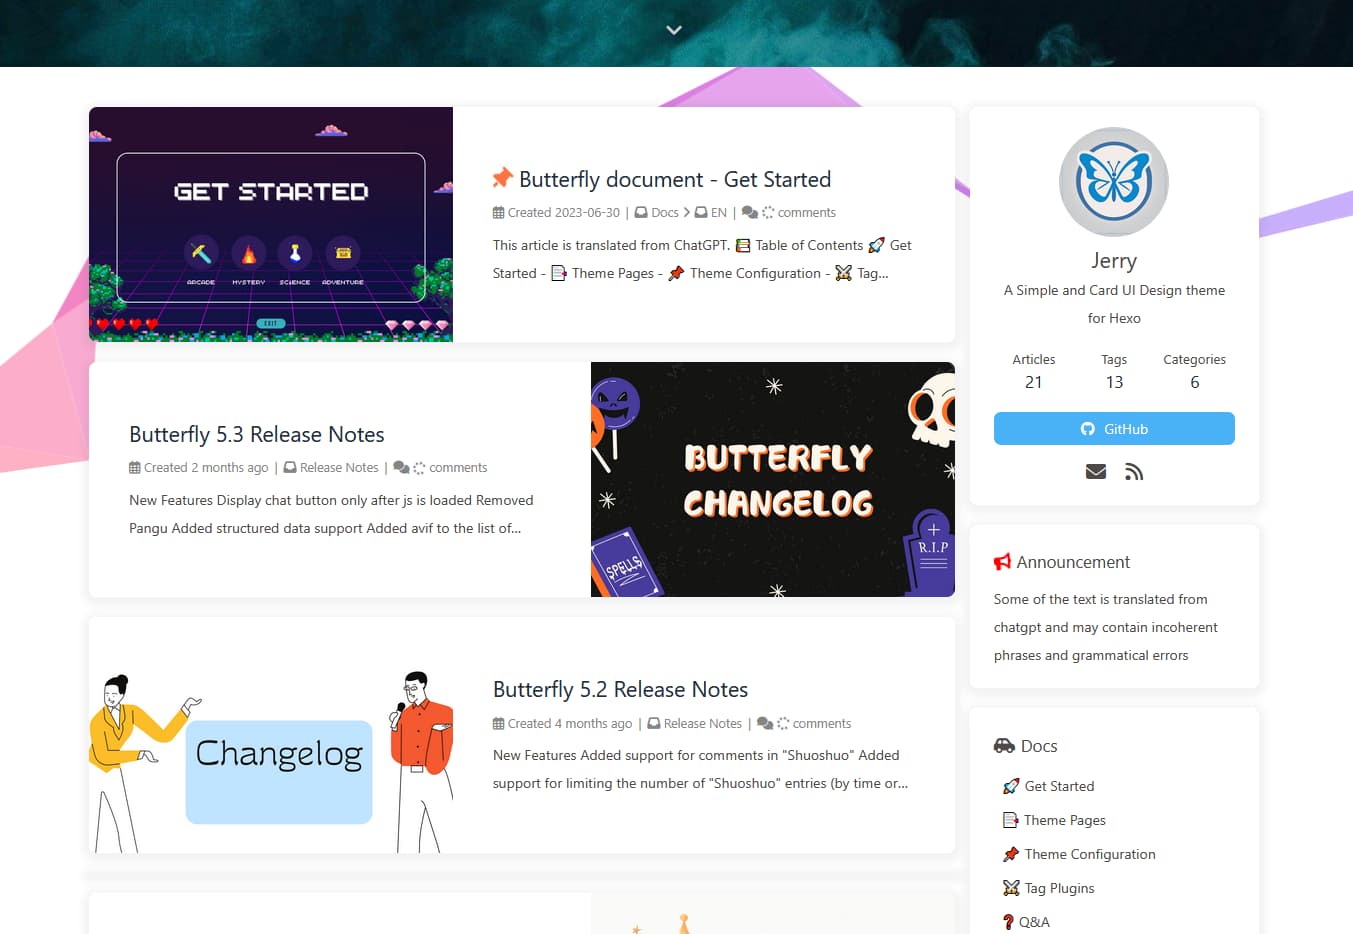 GET STARTED
ARCADE MYSTERY SCIENCE ADVENTURE
EXIT
Butterfly document - Get Started
Created 2023-06-30 | Docs > EN | comments
This article is translated from ChatGPT. Table of Contents Get
Started - Theme Pages - Theme Configuration - Tag...
Butterfly 5.3 Release Notes
Created 2 months ago | Release Notes | comments
New Features Display chat button only after js is loaded Removed
Pangu Added structured data support Added avif to the list of...
BUTTERFLY
CHANGELOG
SPELLS
R.I.P
Changelog
Butterfly 5.2 Release Notes
Created 4 months ago | Release Notes | comments
New Features Added support for comments in "Shuoshuo" Added
support for limiting the number of "Shuoshuo" entries (by time or...
Jerry
A Simple and Card UI Design theme
for Hexo
Articles Tags Categories
21 13 6
GitHub
Announcement
Some of the text is translated from
chatgpt and may contain incoherent
phrases and grammatical errors
Docs
Get Started
Theme Pages
Theme Configuration
Tag Plugins
Q&A